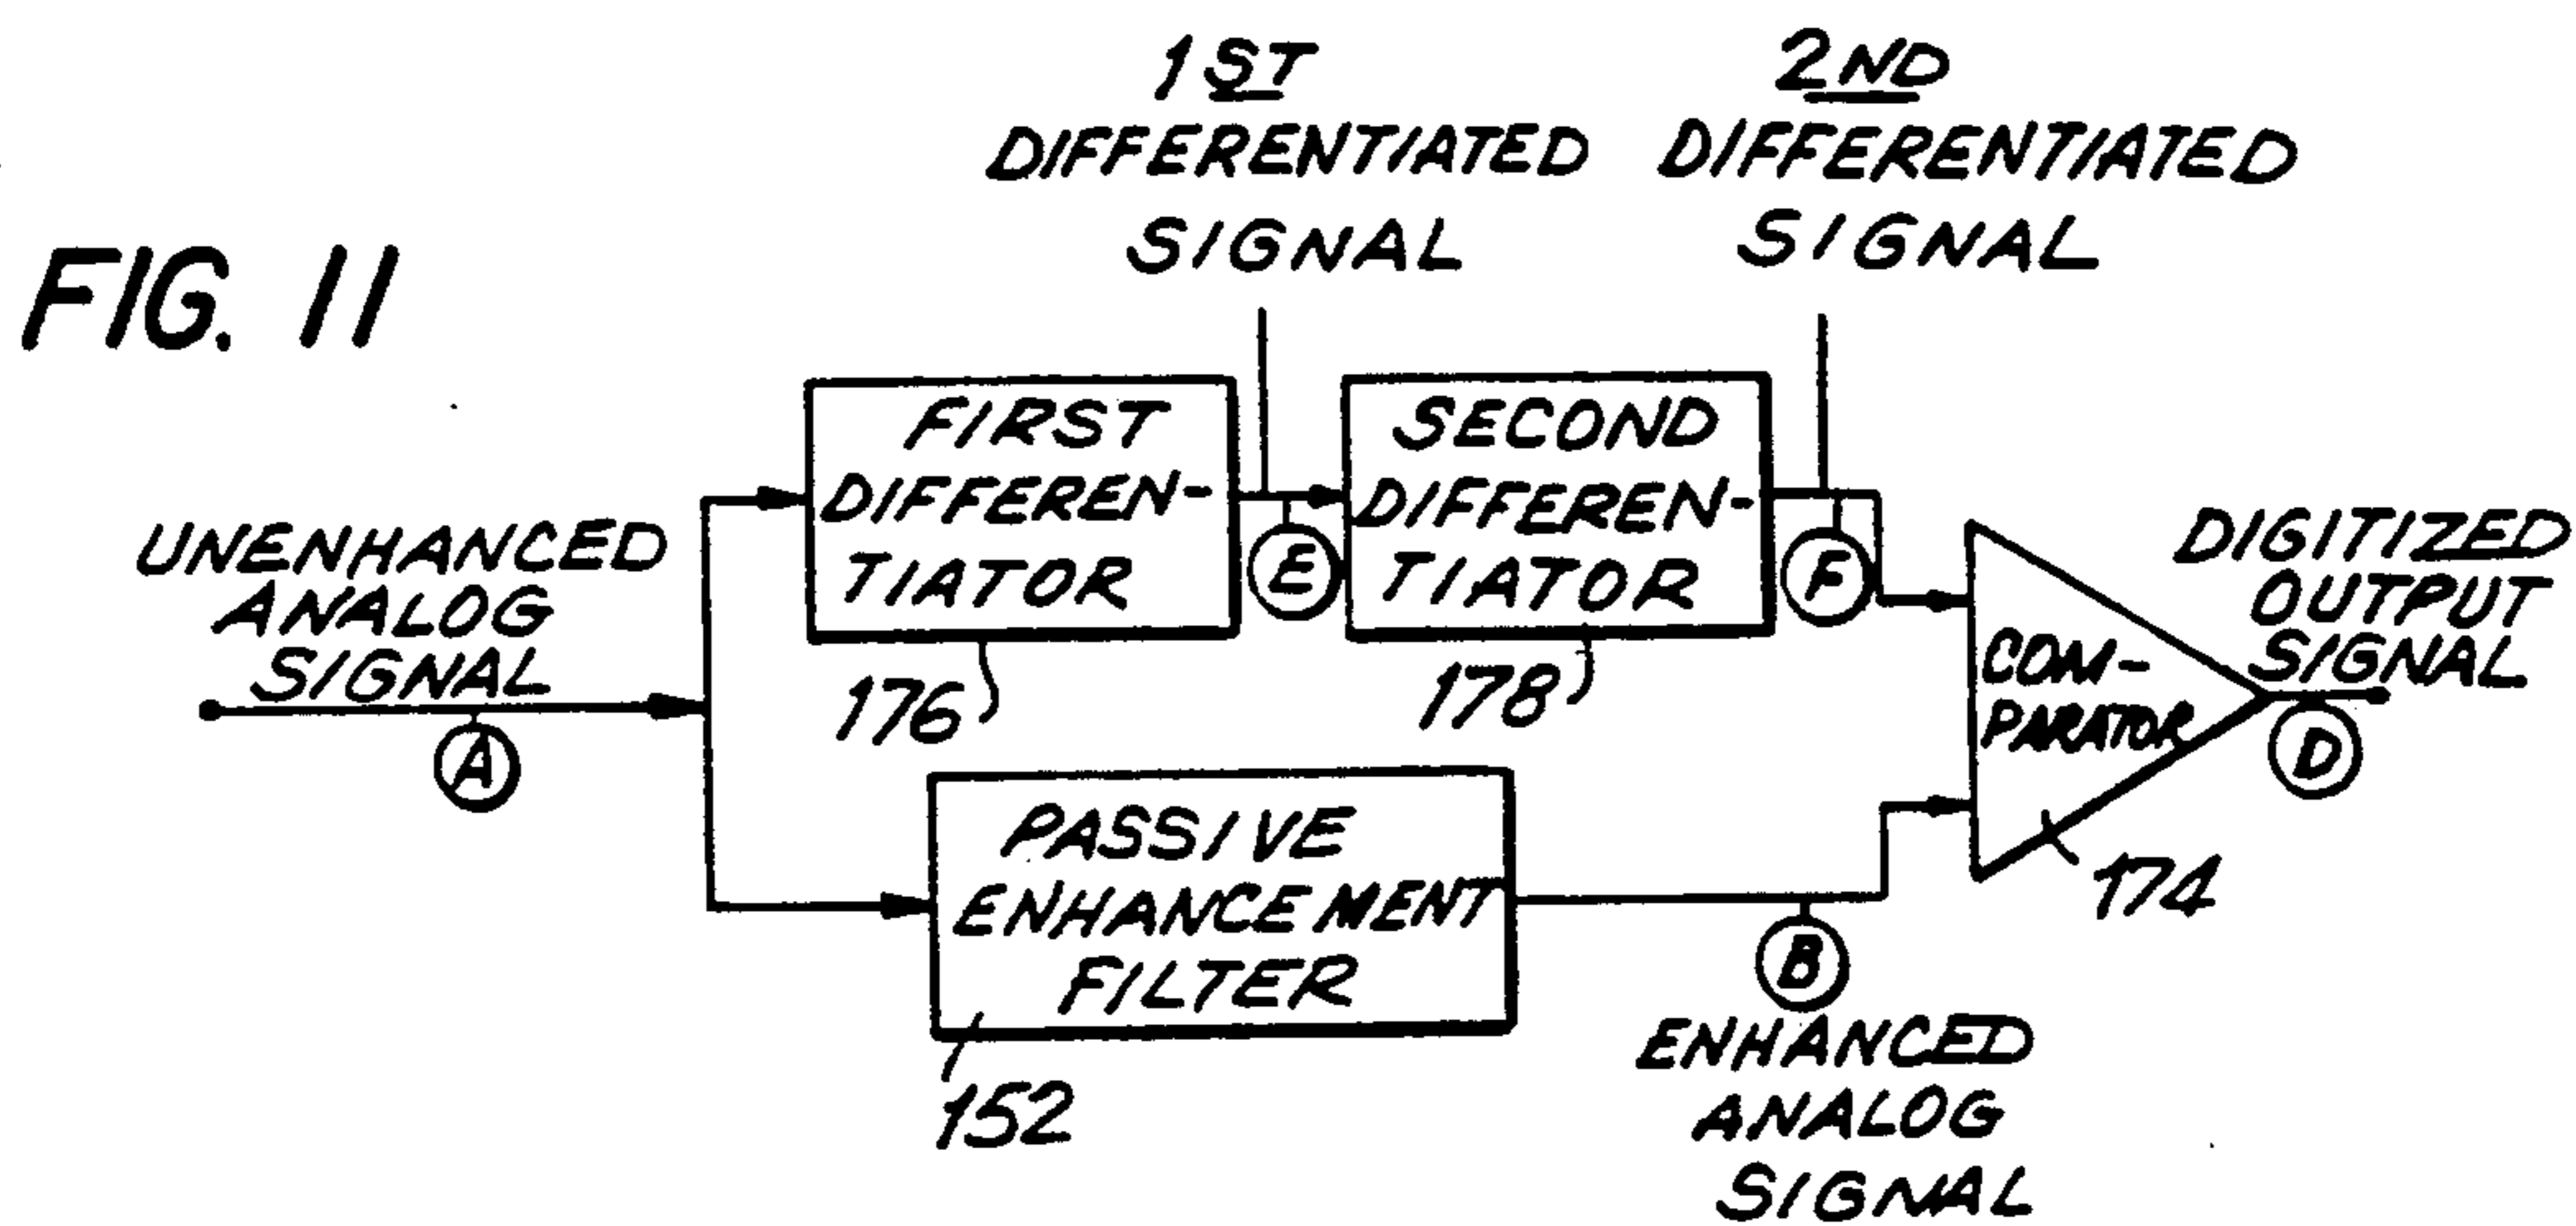 FIG. 11
1ST
DIFFERENTIATED
SIGNAL
2ND
DIFFERENTIATED
SIGNAL
UNENHANCED
ANALOG
SIGNAL
A
FIRST
DIFFEREN-
TIATOR
176
E
SECOND
DIFFEREN-
TIATOR
178
F
PASSIVE
ENHANCEMENT
FILTER
152
B
ENHANCED
ANALOG
SIGNAL
COM-
PARATOR
174
DIGITIZED
OUTPUT
SIGNAL
D